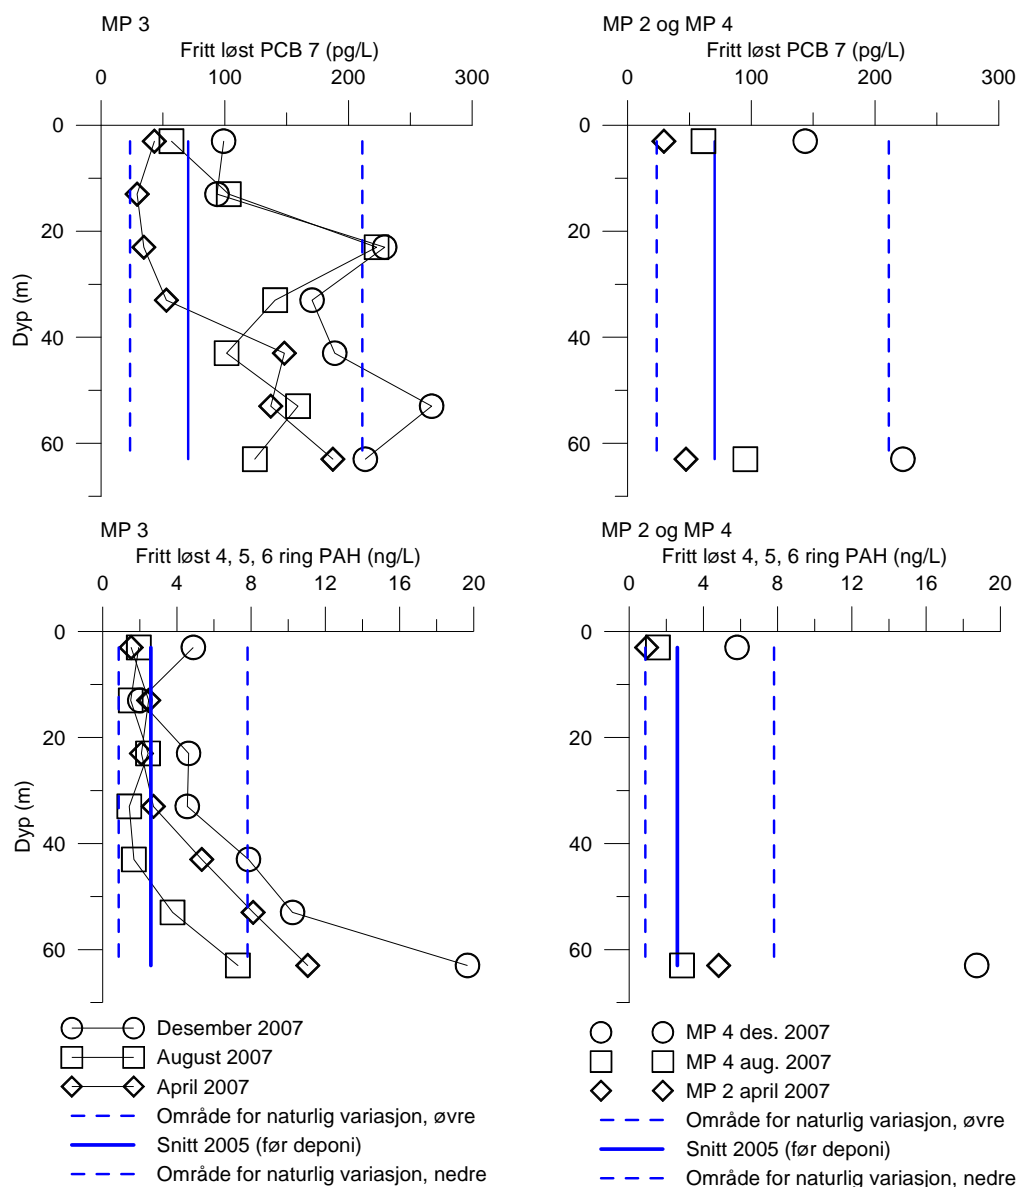 MP 3
Fritt løst PCB 7 (pg/L)
0 100 200 300
0
20
40
60
Dyp (m)
MP 2 og MP 4
Fritt løst PCB 7 (pg/L)
0 100 200 300
0
20
40
60
MP 3
Fritt løst 4, 5, 6 ring PAH (ng/L)
0 4 8 12 16 20
0
20
40
60
Dyp (m)
MP 2 og MP 4
Fritt løst 4, 5, 6 ring PAH (ng/L)
0 4 8 12 16 20
0
20
40
60
Desember 2007
August 2007
April 2007
Område for naturlig variasjon, øvre
Snitt 2005 (før deponi)
Område for naturlig variasjon, nedre
MP 4 des. 2007
MP 4 aug. 2007
MP 2 april 2007
Område for naturlig variasjon, øvre
Snitt 2005 (før deponi)
Område for naturlig variasjon, nedre